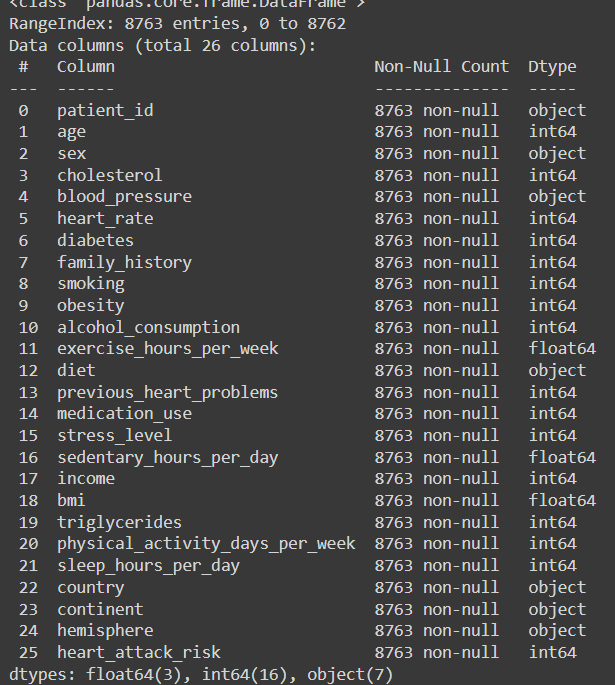 <class 'pandas.core.frame.DataFrame'>
RangeIndex: 8763 entries, 0 to 8762
Data columns (total 26 columns):
 #   Column                           Non-Null Count  Dtype
---  ------                           --------------  -----
 0   patient_id                       8763 non-null   object
 1   age                              8763 non-null   int64
 2   sex                              8763 non-null   object
 3   cholesterol                      8763 non-null   int64
 4   blood_pressure                   8763 non-null   object
 5   heart_rate                       8763 non-null   int64
 6   diabetes                         8763 non-null   int64
 7   family_history                   8763 non-null   int64
 8   smoking                          8763 non-null   int64
 9   obesity                          8763 non-null   int64
 10  alcohol_consumption              8763 non-null   int64
 11  exercise_hours_per_week          8763 non-null   float64
 12  diet                             8763 non-null   object
 13  previous_heart_problems          8763 non-null   int64
 14  medication_use                   8763 non-null   int64
 15  stress_level                     8763 non-null   int64
 16  sedentary_hours_per_day          8763 non-null   float64
 17  income                           8763 non-null   int64
 18  bmi                              8763 non-null   float64
 19  triglycerides                    8763 non-null   int64
 20  physical_activity_days_per_week  8763 non-null   int64
 21  sleep_hours_per_day              8763 non-null   int64
 22  country                          8763 non-null   object
 23  continent                        8763 non-null   object
 24  hemisphere                       8763 non-null   object
 25  heart_attack_risk                8763 non-null   int64
dtypes: float64(3), int64(16), object(7)